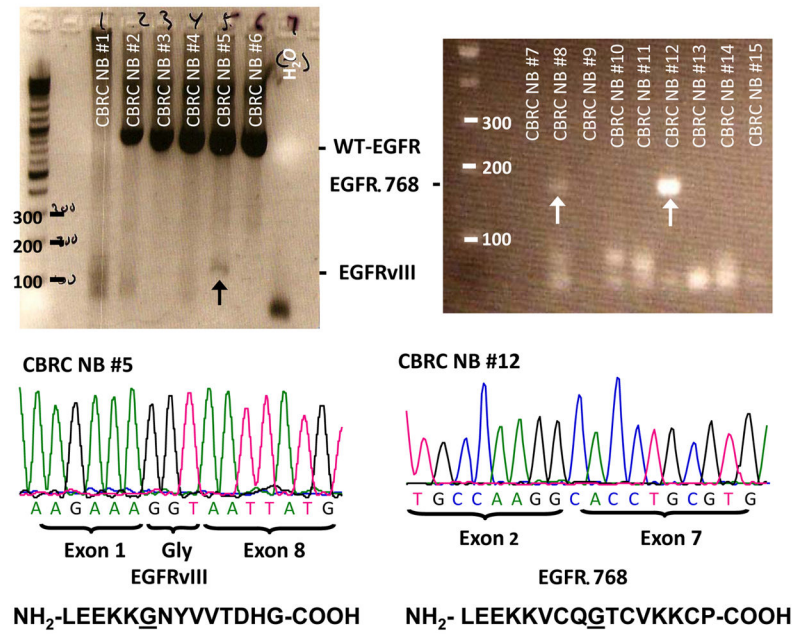 1 2 3 4 5 6 7
CBRC NB #1
CBRC NB #2
CBRC NB #3
CBRC NB #4
CBRC NB #5
CBRC NB #6
H2O
300
200
100
WT-EGFR
EGFR.768
EGFRvIII
CBRC NB #7
CBRC NB #8
CBRC NB #9
CBRC NB #10
CBRC NB #11
CBRC NB #12
CBRC NB #13
CBRC NB #14
CBRC NB #15
300
200
100
CBRC NB #5
A A G A A A G G T A A T T A T G
Exon 1 Gly Exon 8
EGFRvIII
NH2-LEEKKGNYVVTDHG-COOH
CBRC NB #12
T G C C A A G G C A C C T G C G T G
Exon 2 Exon 7
EGFR.768
NH2- LEEKKVCQGTCVKKCP-COOH